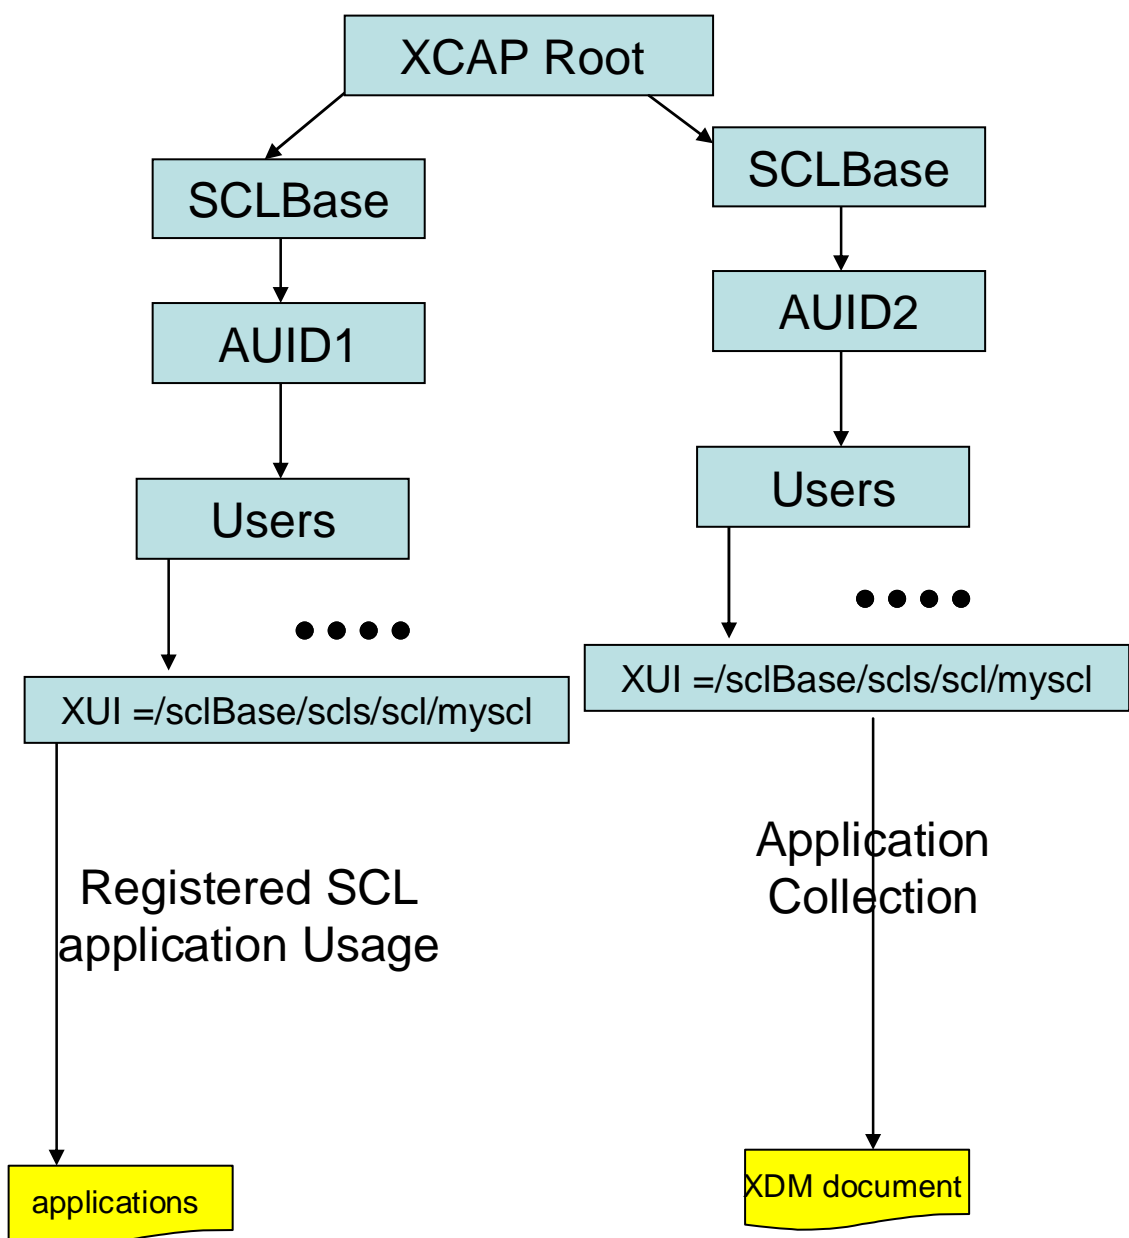 XCAP Root
SCLBase
SCLBase
AUID1
AUID2
Users
Users
XUI =/sclBase/scls/scl/myscl
XUI =/sclBase/scls/scl/myscl
Registered SCL
application Usage
Application
Collection
applications
XDM document